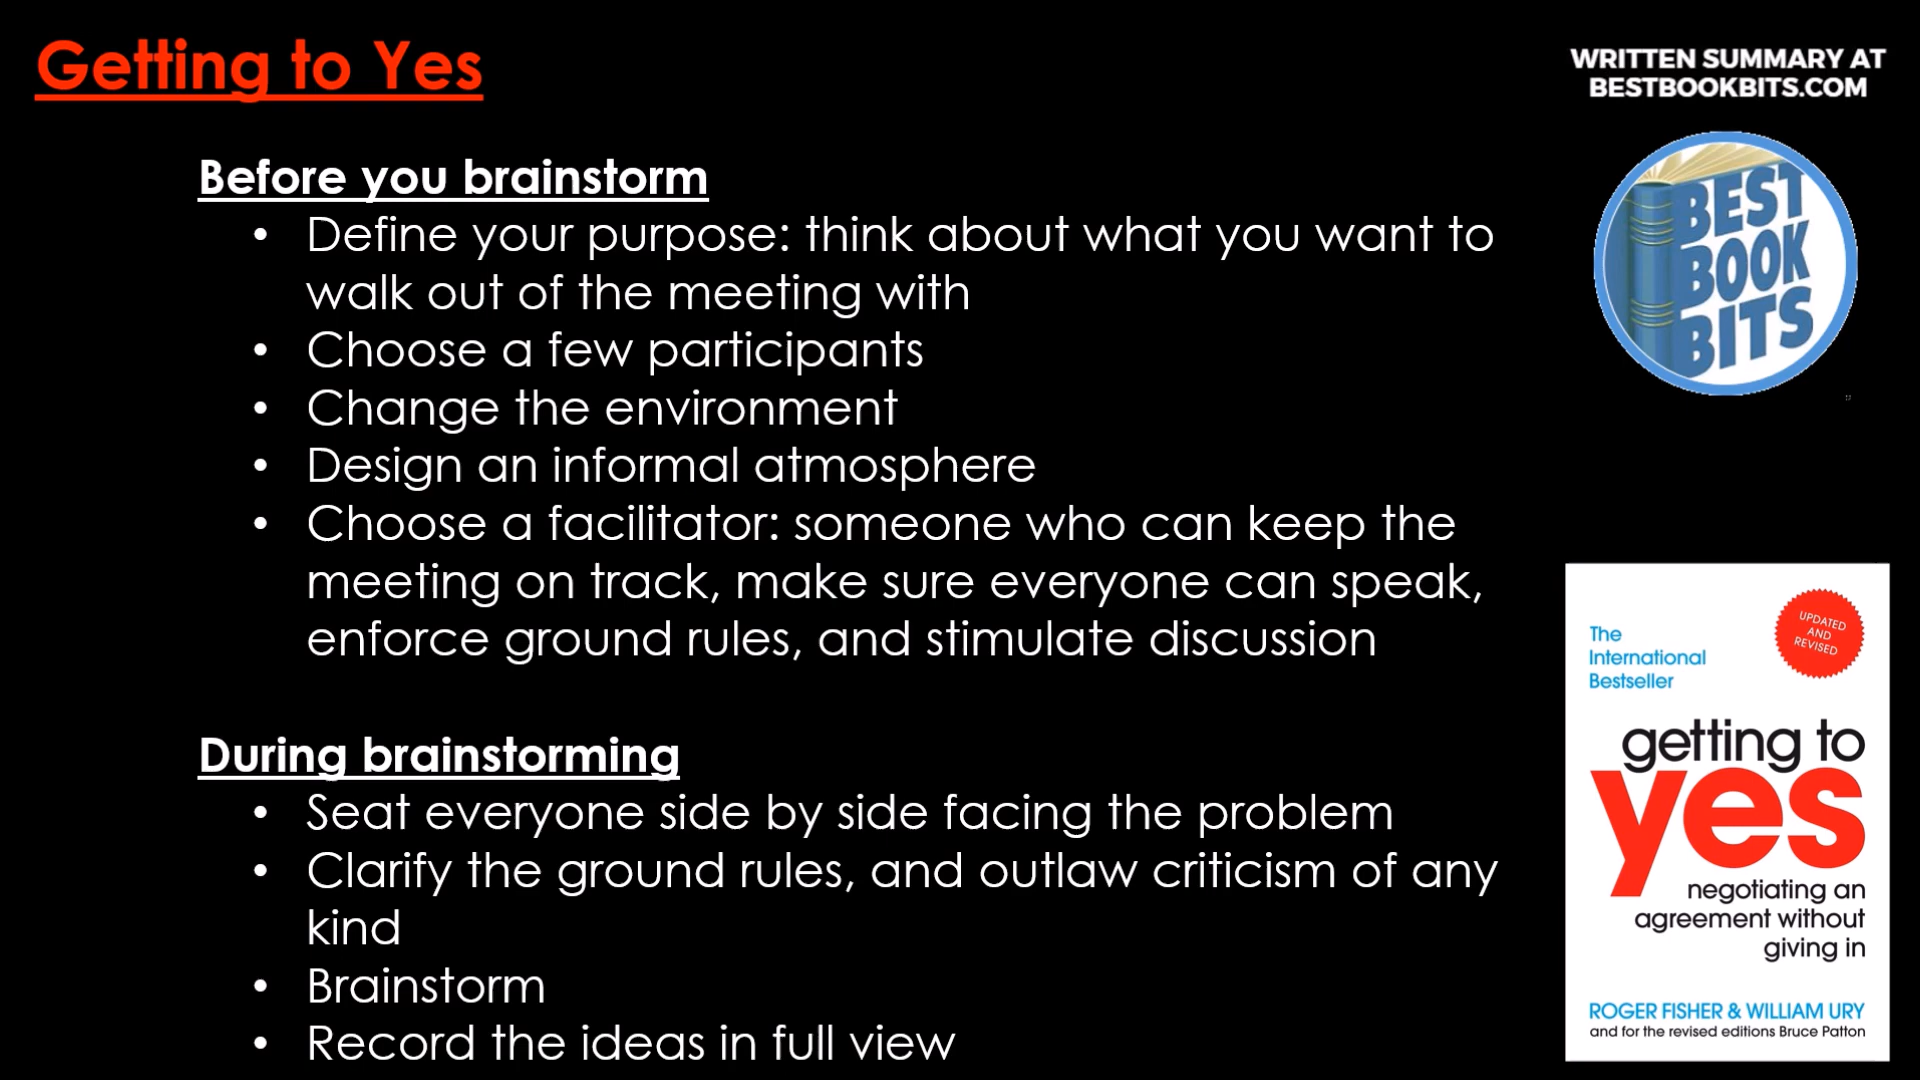 Getting to Yes
WRITTEN SUMMARY AT
BESTBOOKBITS.COM
BEST
BOOK
BITS
Before you brainstorm
• Define your purpose: think about what you want to
walk out of the meeting with
• Choose a few participants
• Change the environment
• Design an informal atmosphere
• Choose a facilitator: someone who can keep the
meeting on track, make sure everyone can speak,
enforce ground rules, and stimulate discussion
During brainstorming
• Seat everyone side by side facing the problem
• Clarify the ground rules, and outlaw criticism of any
kind
• Brainstorm
• Record the ideas in full view
The
International
Bestseller
UPDATED
AND
REVISED
getting to
yes
negotiating an
agreement without
giving in
ROGER FISHER & WILLIAM URY
and for the revised editions Bruce Patton